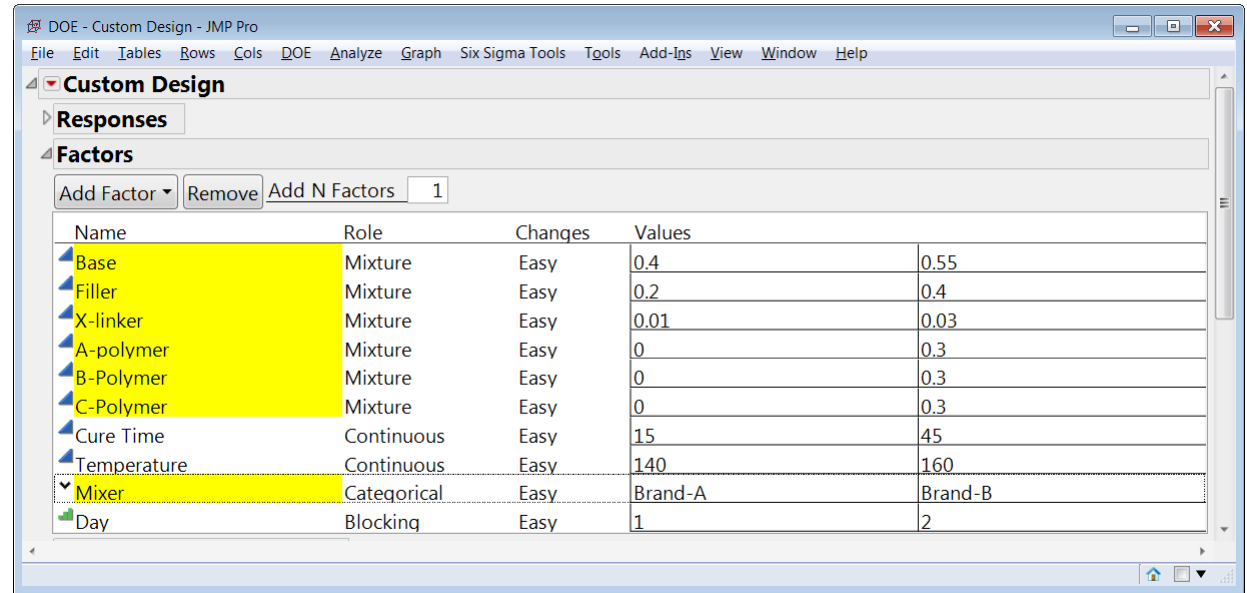 DOE - Custom Design - JMP Pro
File Edit Tables Rows Cols DOE Analyze Graph Six Sigma Tools Tools Add-Ins View Window Help
Custom Design
Responses
Factors
Add Factor Remove Add N Factors 1
Name Role Changes Values
Base Mixture Easy 0.4 0.55
Filler Mixture Easy 0.2 0.4
X-linker Mixture Easy 0.01 0.03
A-polymer Mixture Easy 0 0.3
B-Polymer Mixture Easy 0 0.3
C-Polymer Mixture Easy 0 0.3
Cure Time Continuous Easy 15 45
Temperature Continuous Easy 140 160
Mixer Categorical Easy Brand-A Brand-B
Day Blocking Easy 1 2